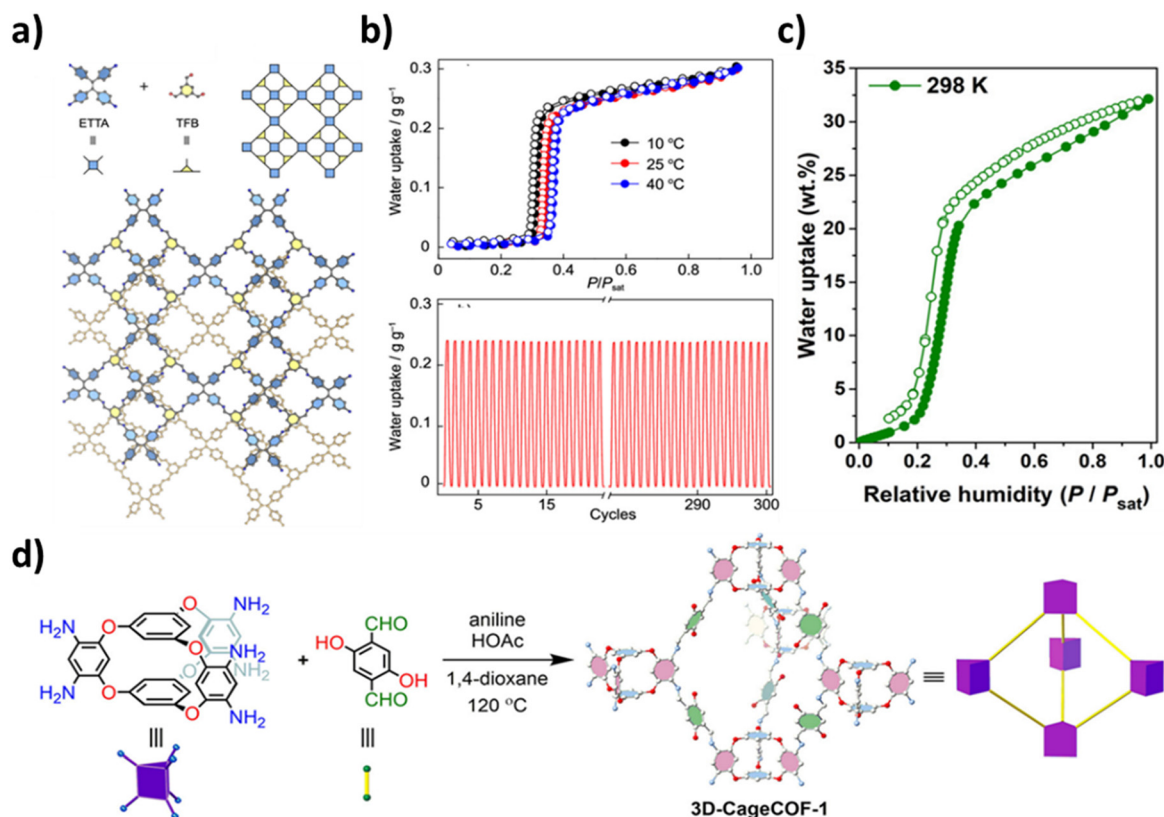 a)
ETTA
+
TFB
b)
Water uptake / g g⁻¹
0.3
0.2
0.1
0
10 °C
25 °C
40 °C
0
0.2
0.4
0.6
0.8
1.0
P/Psat
Water uptake / g g⁻¹
0.3
0.2
0.1
0
5
15
290
300
Cycles
c)
298 K
Water uptake (wt.%)
35
30
25
20
15
10
5
0
0.0
0.2
0.4
0.6
0.8
1.0
Relative humidity (P / Psat)
d)
H₂N
H₂N
O
O
O
O
O
O
NH₂
NH₂
NH₂
NH₂
+
CHO
HO
OH
CHO
aniline
HOAc
1,4-dioxane
120 °C
3D-CageCOF-1